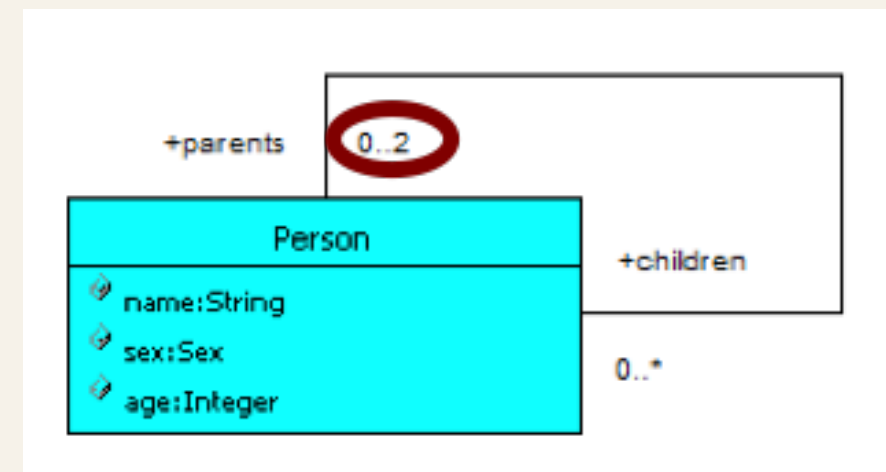 +parents
0..2
Person
name:String
sex:Sex
age:Integer
+children
0..*